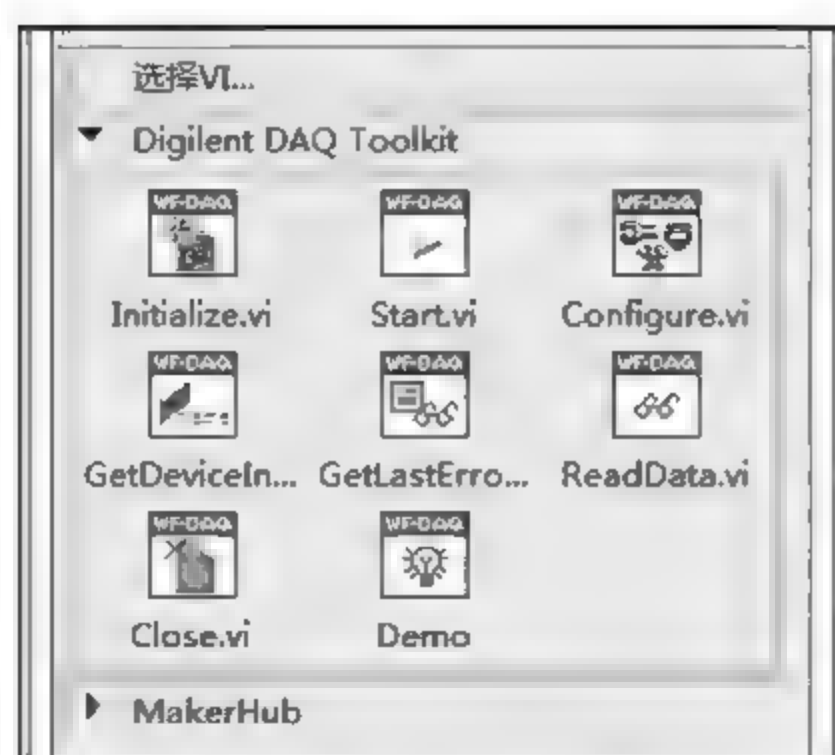 选择VI...
Digilent DAQ Toolkit
WF-DAQ WF-DAQ WF-DAQ
Initialize.vi Start.vi Configure.vi
WF-DAQ WF-DAQ WF-DAQ
GetDeviceIn... GetLastErro... ReadData.vi
WF-DAQ WF-DAQ
Close.vi Demo
MakerHub